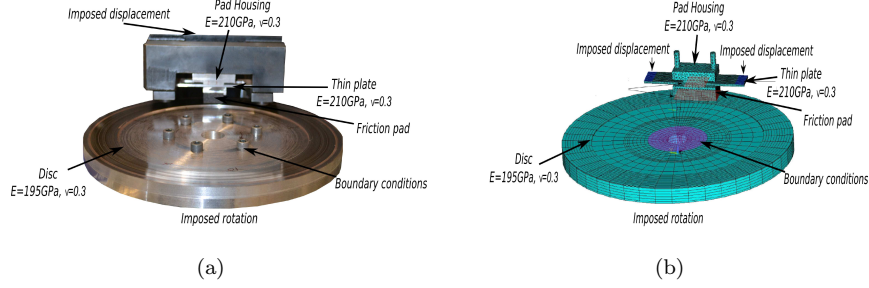 Imposed displacement
Pad Housing
E=210GPa, ν=0.3
Thin plate
E=210GPa, ν=0.3
Friction pad
Disc
E=195GPa, ν=0.3
Boundary conditions
Imposed rotation
(a)
Pad Housing
E=210GPa, ν=0.3
Imposed displacement
Imposed displacement
Thin plate
E=210GPa, ν=0.3
Friction pad
Disc
E=195GPa, ν=0.3
Boundary conditions
Imposed rotation
(b)